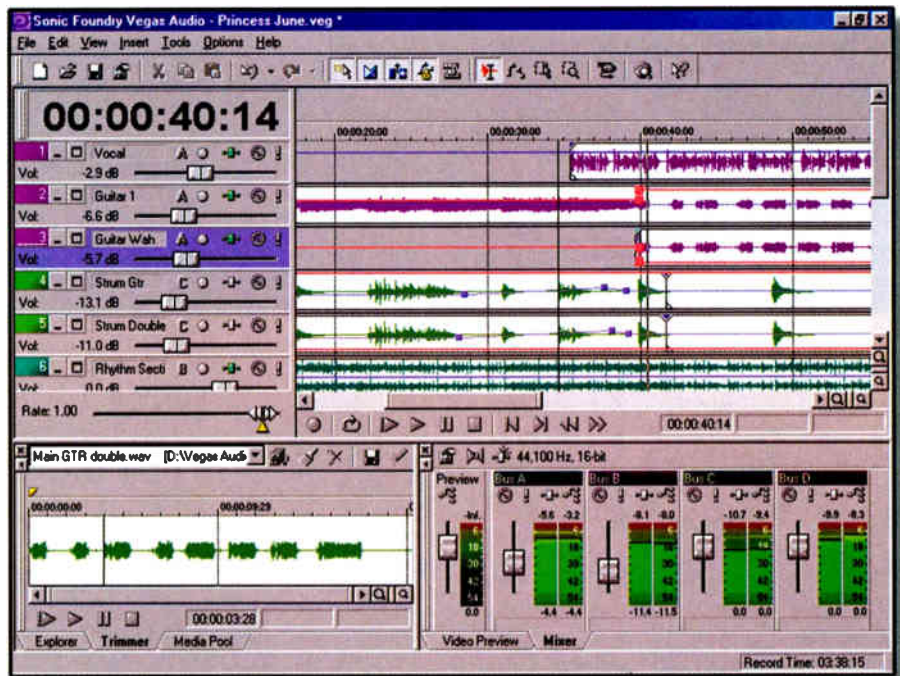 Sonic Foundry Vegas Audio - Princess June.veg *
File Edit View Insert Tools Options Help
00:00:40:14
00:00:20:00 00:00:30:00 00:00:40:00 00:00:50:00
1 Vocal A
Vol: -2.9 dB
2 Guitar 1 A
Vol: -6.6 dB
3 Guitar Wah A
Vol: -5.7 dB
4 Strum Gtr C
Vol: -13.1 dB
5 Strum Double C
Vol: -11.0 dB
6 Rhythm Secti B
Vol: 0.0 dB
Rate: 1.00
00:00:40:14
Main GTR double.wav [D:\Vegas Audi
44,100 Hz, 16-bit
Preview Bus A Bus B Bus C Bus D
-Inf. -9.6 -3.2 -8.1 -8.0 -10.7 -9.4 -9.9 -8.3
00:00:00:00 00:00:09:29
0.0 -4.4 -4.4 -11.4 -11.5 0.0 0.0 0.0 0.0
00:00:03:28
Explorer Trimmer Media Pool
Video Preview Mixer
Record Time: 03:38:15